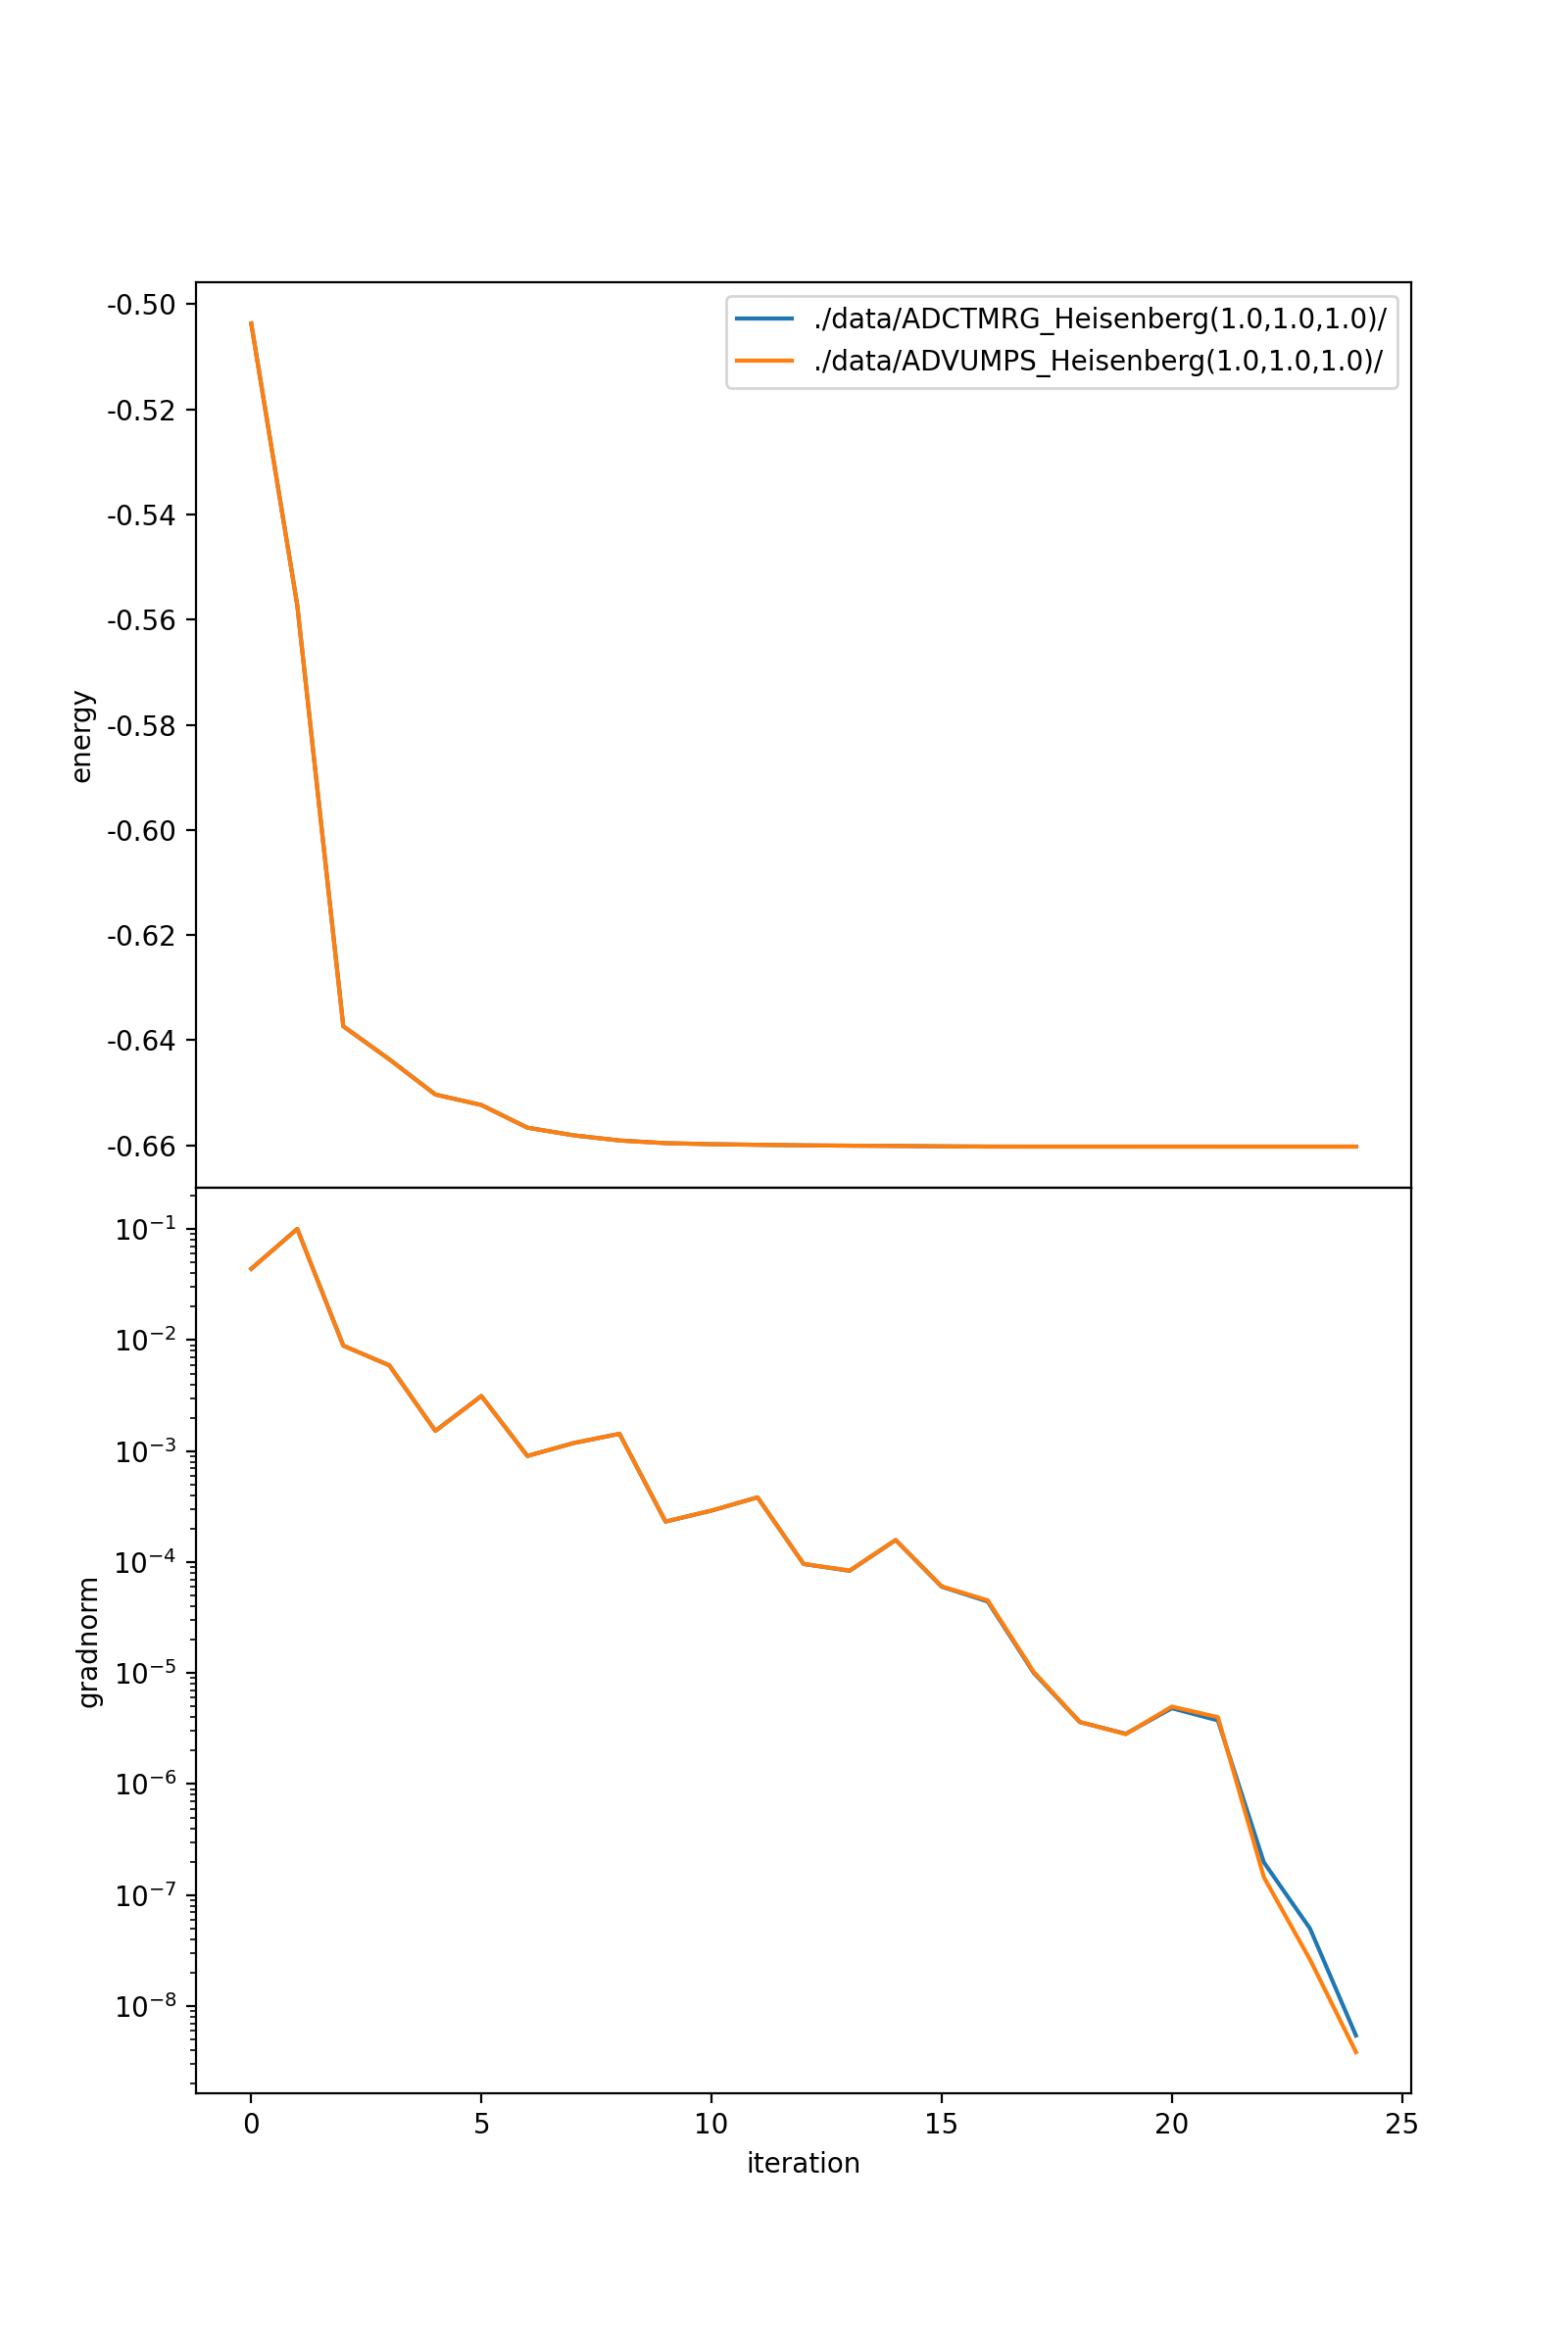 ./data/ADCTMRG_Heisenberg(1.0,1.0,1.0)/
./data/ADVUMPS_Heisenberg(1.0,1.0,1.0)/
energy
-0.50
-0.52
-0.54
-0.56
-0.58
-0.60
-0.62
-0.64
-0.66
gradnorm
10⁻¹
10⁻²
10⁻³
10⁻⁴
10⁻⁵
10⁻⁶
10⁻⁷
10⁻⁸
0 5 10 15 20 25
iteration